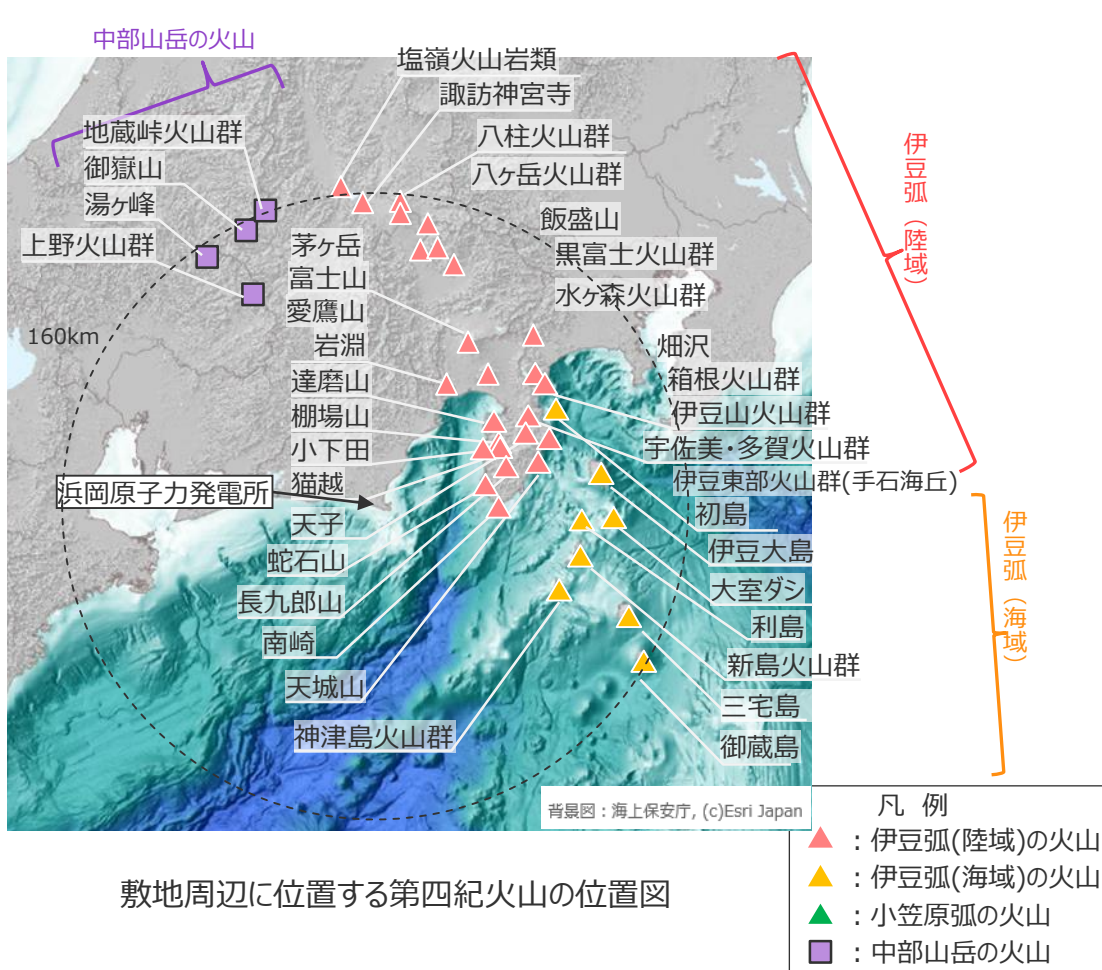 中部山岳の火山
塩嶺火山岩類
諏訪神宮寺
地蔵峠火山群
八柱火山群
御嶽山
八ヶ岳火山群
湯ヶ峰
飯盛山
上野火山群
茅ヶ岳
黒富士火山群
富士山
水ヶ森火山群
愛鷹山
160km
岩淵
畑沢
達磨山
箱根火山群
棚場山
伊豆山火山群
小下田
宇佐美・多賀火山群
猫越
伊豆東部火山群(手石海丘)
浜岡原子力発電所
初島
天子
伊豆大島
蛇石山
大室ダシ
長九郎山
利島
南崎
新島火山群
天城山
三宅島
神津島火山群
御蔵島
伊豆弧（陸域）
伊豆弧（海域）
背景図：海上保安庁, (c)Esri Japan
凡 例
：伊豆弧(陸域)の火山
：伊豆弧(海域)の火山
：小笠原弧の火山
：中部山岳の火山
敷地周辺に位置する第四紀火山の位置図